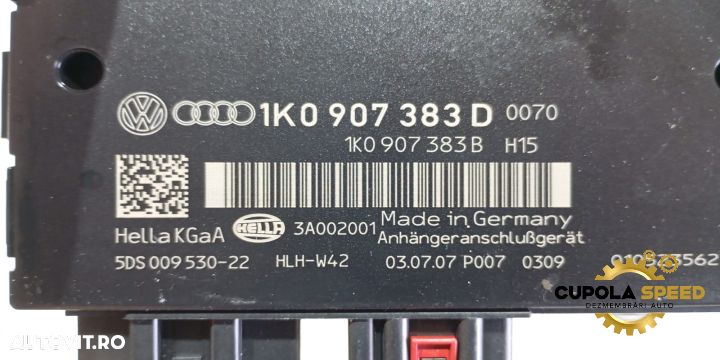 1K0 907 383 D 0070
1K0 907 383 B H15
HELLA
3A002001
Made in Germany
Hella KGaA
Anhängeranschlußgerät
5DS 009 530-22 HLH-W42 03.07.07 P007 0309
CUPOLA SPEED
DEZMEMBRĂRI AUTO
AUTOVIT.RO